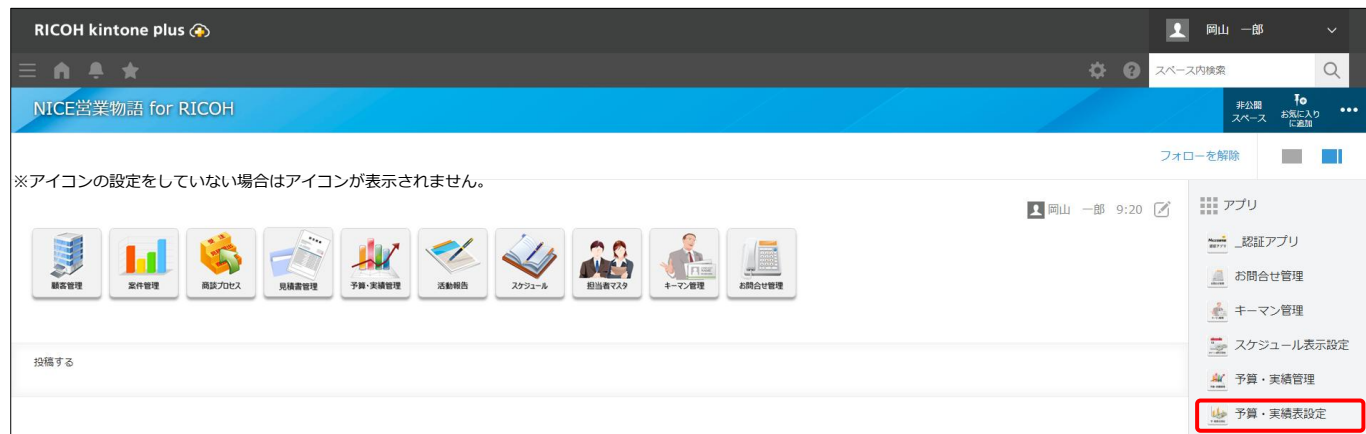 RICOH kintone plus
岡山 一郎
スペース内検索
NICE営業物語 for RICOH
非公開
スペース
お気に入り
に追加
フォローを解除
※アイコンの設定をしていない場合はアイコンが表示されません。
岡山 一郎 9:20
アプリ
顧客管理 案件管理 商談プロセス 見積書管理 予算・実績管理 活動報告 スケジュール 担当者マスタ キーマン管理 お問合せ管理
_認証アプリ
お問合せ管理
キーマン管理
スケジュール表示設定
投稿する
予算・実績管理
予算・実績表設定